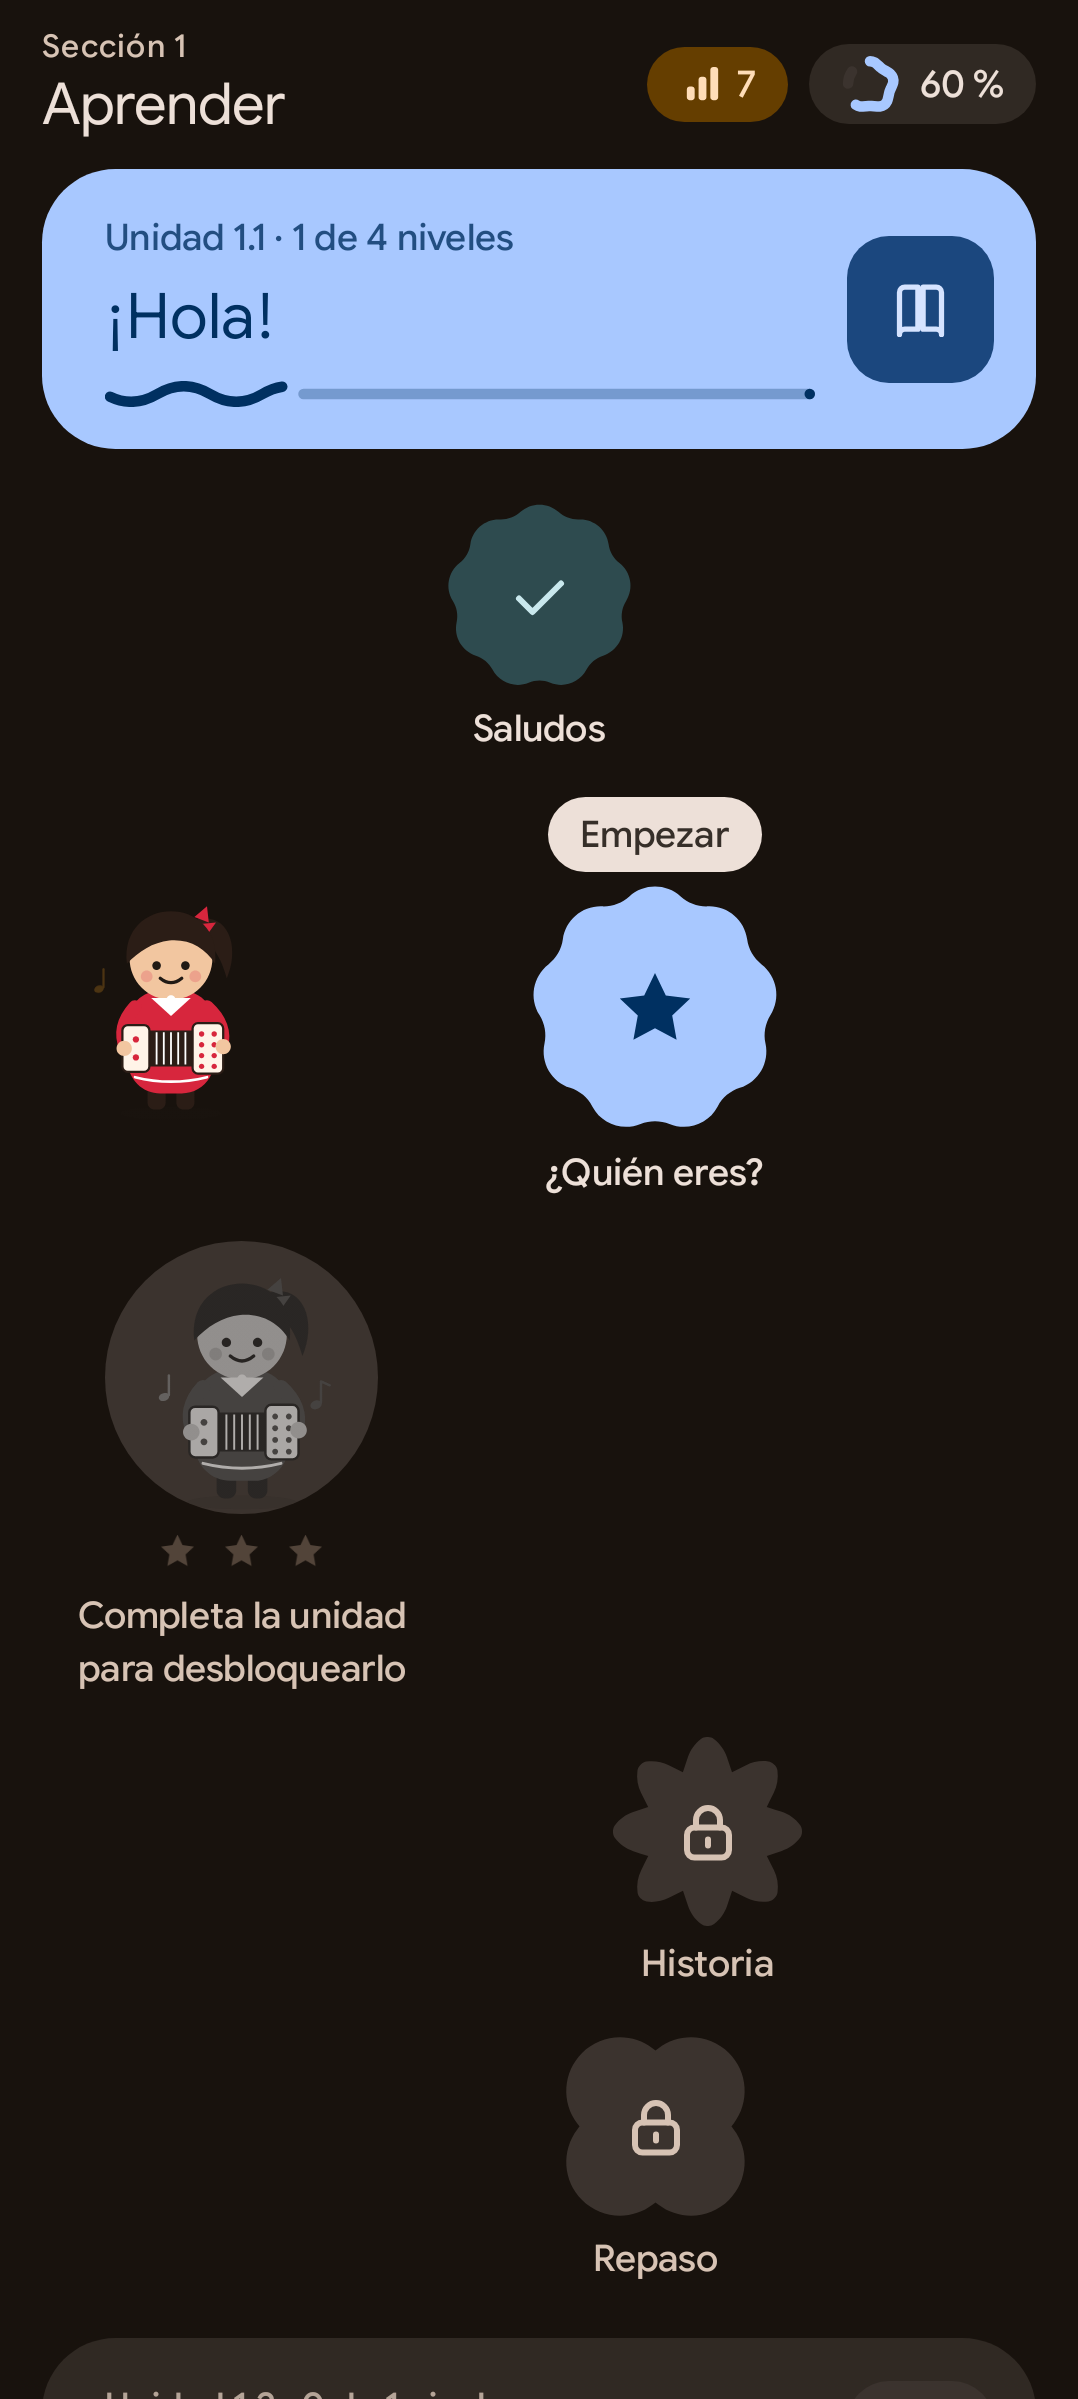 Sección 1
Aprender
7
60 %
Unidad 1.1 · 1 de 4 niveles
¡Hola!
Saludos
Empezar
¿Quién eres?
Completa la unidad
para desbloquearlo
Historia
Repaso